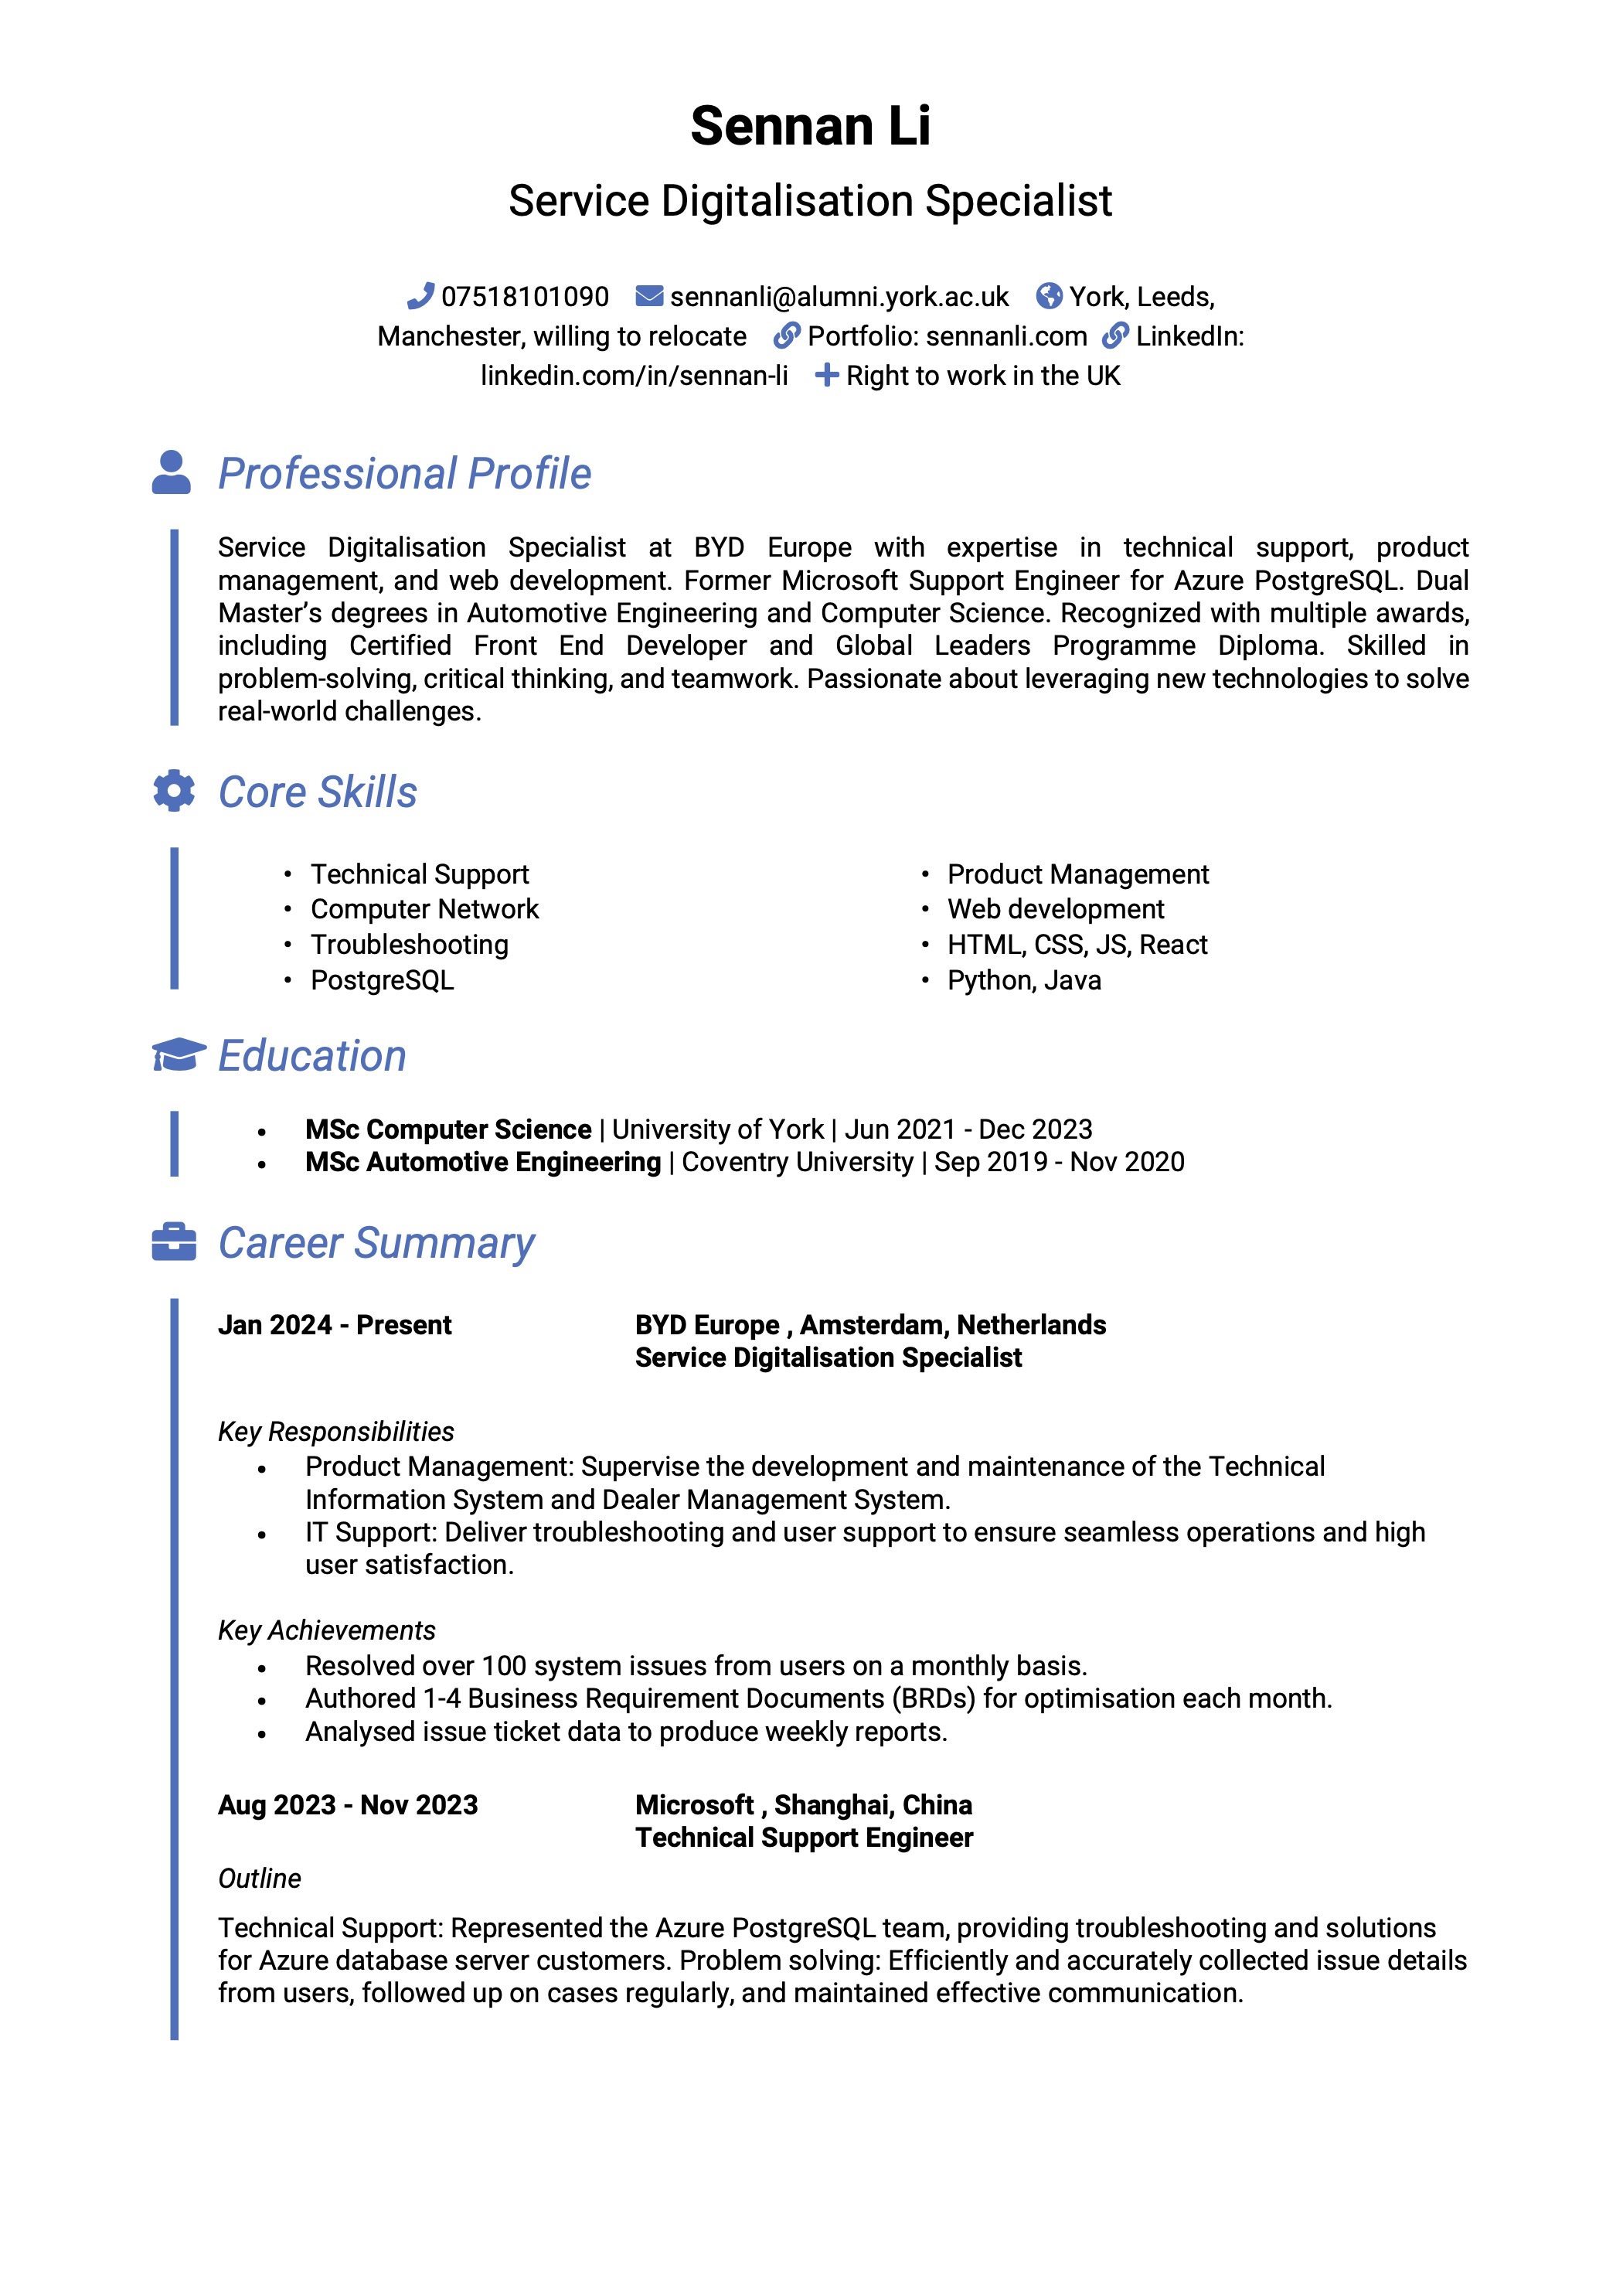 Sennan Li
Service Digitalisation Specialist
07518101090 sennanli@alumni.york.ac.uk York, Leeds,
Manchester, willing to relocate Portfolio: sennanli.com LinkedIn:
linkedin.com/in/sennan-li Right to work in the UK
Professional Profile
Service Digitalisation Specialist at BYD Europe with expertise in technical support, product
management, and web development. Former Microsoft Support Engineer for Azure PostgreSQL. Dual
Master’s degrees in Automotive Engineering and Computer Science. Recognized with multiple awards,
including Certified Front End Developer and Global Leaders Programme Diploma. Skilled in
problem-solving, critical thinking, and teamwork. Passionate about leveraging new technologies to solve
real-world challenges.
Core Skills
• Technical Support
• Computer Network
• Troubleshooting
• PostgreSQL
• Product Management
• Web development
• HTML, CSS, JS, React
• Python, Java
Education
• MSc Computer Science | University of York | Jun 2021 - Dec 2023
• MSc Automotive Engineering | Coventry University | Sep 2019 - Nov 2020
Career Summary
Jan 2024 - Present BYD Europe , Amsterdam, Netherlands
Service Digitalisation Specialist
Key Responsibilities
• Product Management: Supervise the development and maintenance of the Technical
Information System and Dealer Management System.
• IT Support: Deliver troubleshooting and user support to ensure seamless operations and high
user satisfaction.
Key Achievements
• Resolved over 100 system issues from users on a monthly basis.
• Authored 1-4 Business Requirement Documents (BRDs) for optimisation each month.
• Analysed issue ticket data to produce weekly reports.
Aug 2023 - Nov 2023 Microsoft , Shanghai, China
Technical Support Engineer
Outline
Technical Support: Represented the Azure PostgreSQL team, providing troubleshooting and solutions
for Azure database server customers. Problem solving: Efficiently and accurately collected issue details
from users, followed up on cases regularly, and maintained effective communication.